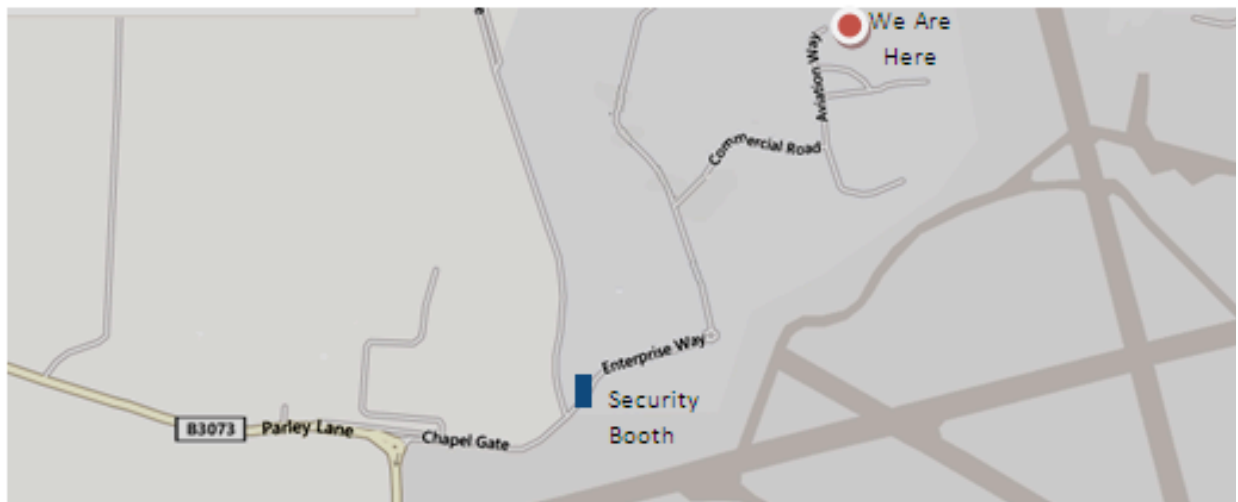 We Are
Here
Aviation Way
Commercial Road
Enterprise Way
Security
Booth
B3073
Parley Lane
Chapel Gate